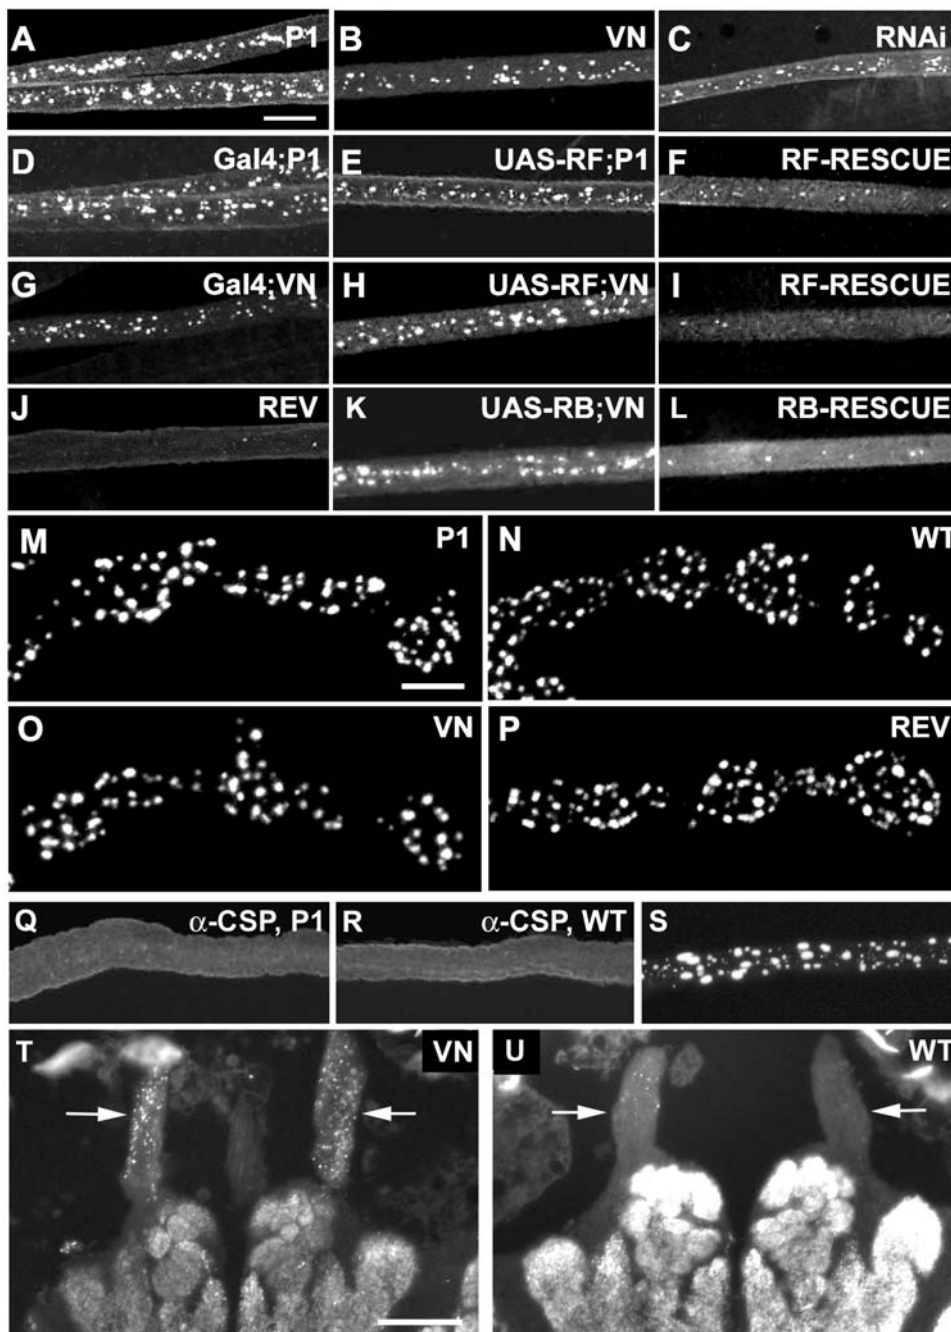 A P1
B VN
C RNAi
D Gal4;P1
E UAS-RF;P1
F RF-RESCUE
G Gal4;VN
H UAS-RF;VN
I RF-RESCUE
J REV
K UAS-RB;VN
L RB-RESCUE
M P1
N WT
O VN
P REV
Q α-CSP, P1
R α-CSP, WT
S
T VN
U WT